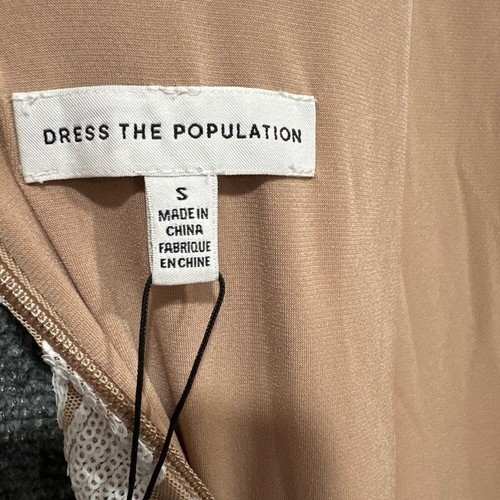 DRESS THE POPULATION
S
MADE IN
CHINA
FABRIQUE
EN CHINE